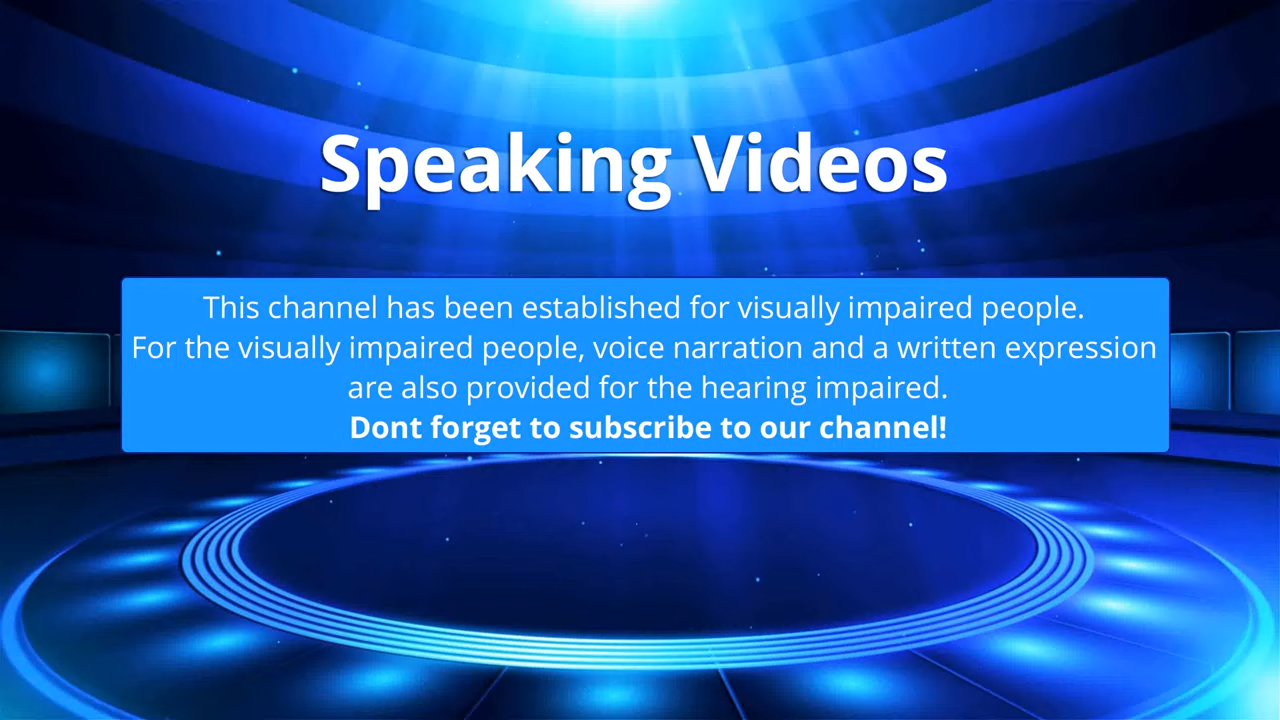 Speaking Videos
This channel has been established for visually impaired people.
For the visually impaired people, voice narration and a written expression
are also provided for the hearing impaired.
Dont forget to subscribe to our channel!